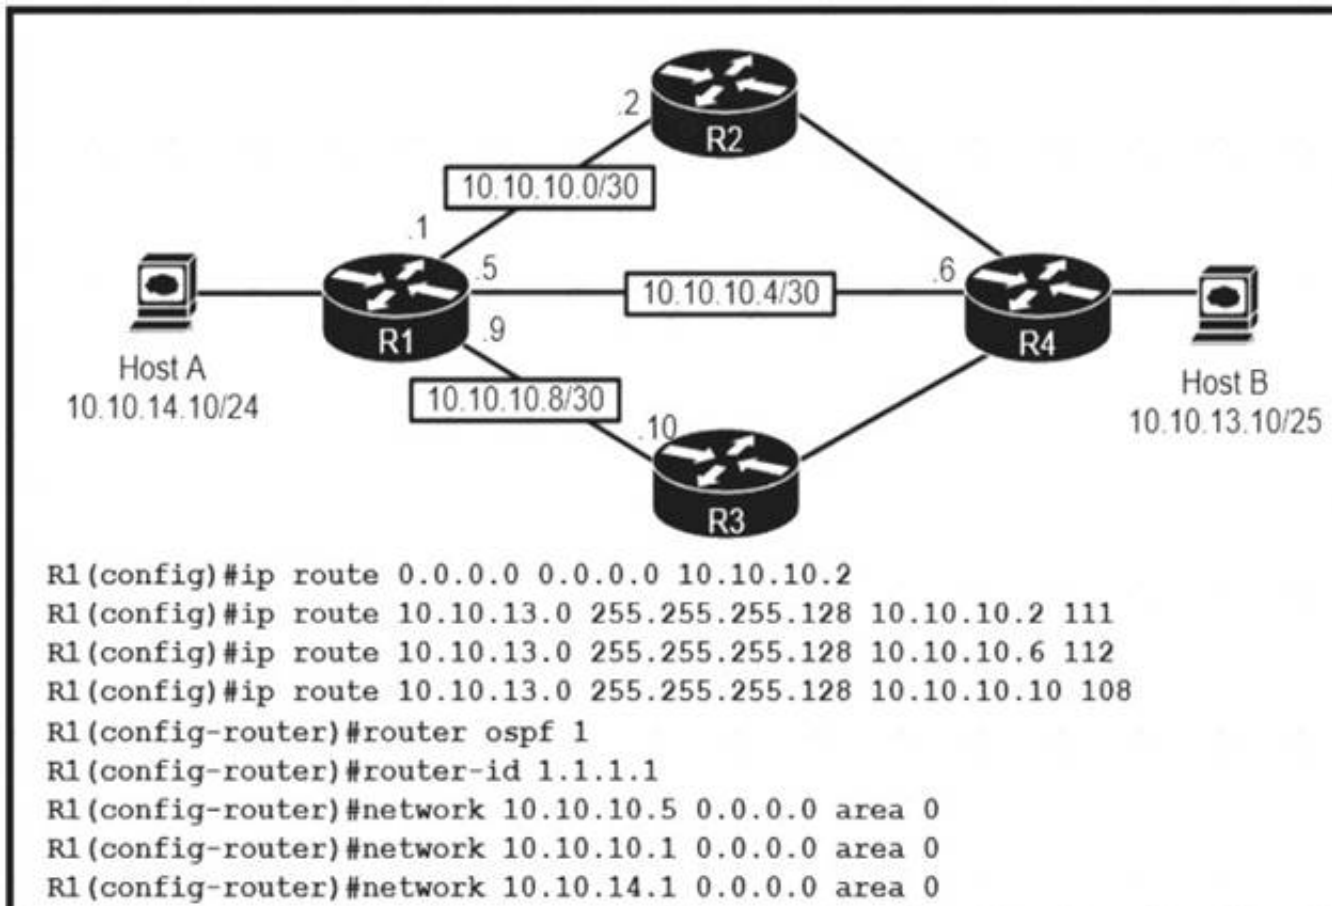 .2
R2
10.10.10.0/30
.1
.5
10.10.10.4/30
.6
R1
.9
R4
Host A
10.10.14.10/24
10.10.10.8/30
Host B
10.10.13.10/25
.10
R3
R1(config)#ip route 0.0.0.0 0.0.0.0 10.10.10.2
R1(config)#ip route 10.10.13.0 255.255.255.128 10.10.10.2 111
R1(config)#ip route 10.10.13.0 255.255.255.128 10.10.10.6 112
R1(config)#ip route 10.10.13.0 255.255.255.128 10.10.10.10 108
R1(config-router)#router ospf 1
R1(config-router)#router-id 1.1.1.1
R1(config-router)#network 10.10.10.5 0.0.0.0 area 0
R1(config-router)#network 10.10.10.1 0.0.0.0 area 0
R1(config-router)#network 10.10.14.1 0.0.0.0 area 0